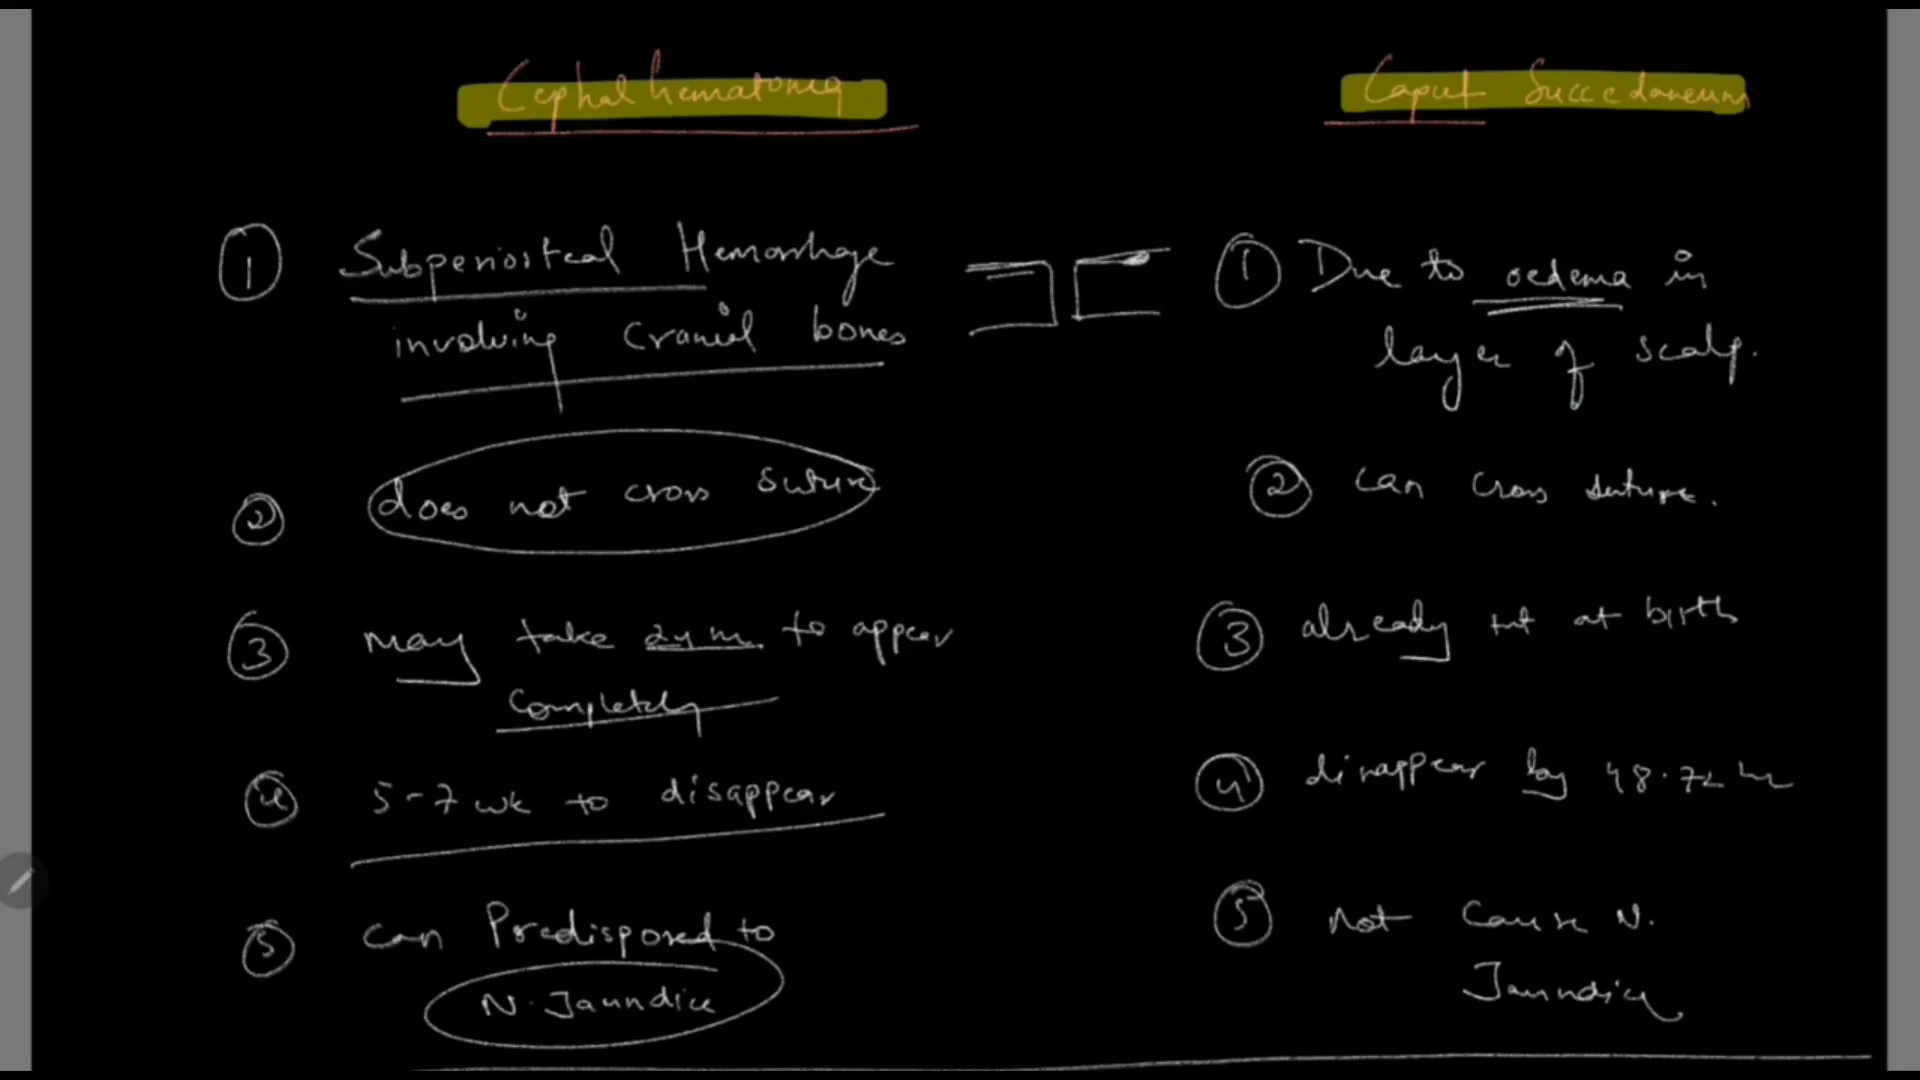 Cephalhematoma
Caput Succedaneum
1 Subperiosteal Hemorrhage
involving cranial bones
2 does not cross suture
3 may take 24 hr to appear
completely
4 5-7 wk to disappear
5 can Predisposed to
N. Jaundice
1 Due to oedema in
layer of scalp.
2 can cross suture.
3 already at birth
4 disappear by 48-72 hr
5 not cause N.
Jaundice